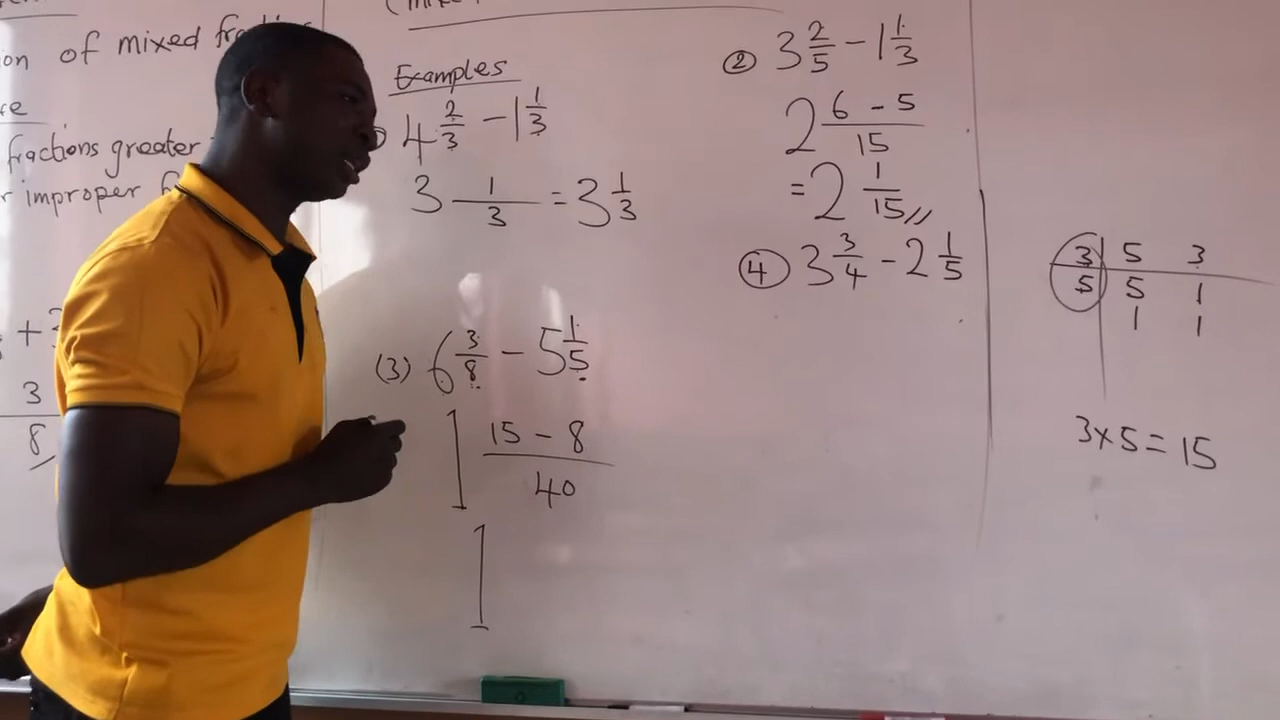 on of mixed
fractions greater
r improper
+3
3
8
Examples
4 2/3 - 1 1/3
3 1/3 = 3 1/3
(3) 6 3/8 - 5 1/5
1 (15 - 8)/40
1
② 3 2/5 - 1 1/3
2 (6 - 5)/15
= 2 1/15 //
④ 3 3/4 - 2 1/5
3 | 5 3
5 | 5 1
| 1 1
3 × 5 = 15